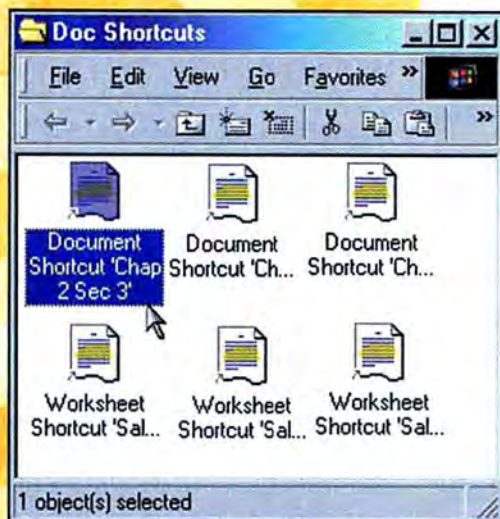 Doc Shortcuts
File Edit View Go Favorites »
»
Document
Shortcut 'Chap
2 Sec 3'
Document
Shortcut 'Ch...
Document
Shortcut 'Ch...
Worksheet
Shortcut 'Sal...
Worksheet
Shortcut 'Sal...
Worksheet
Shortcut 'Sal...
1 object(s) selected